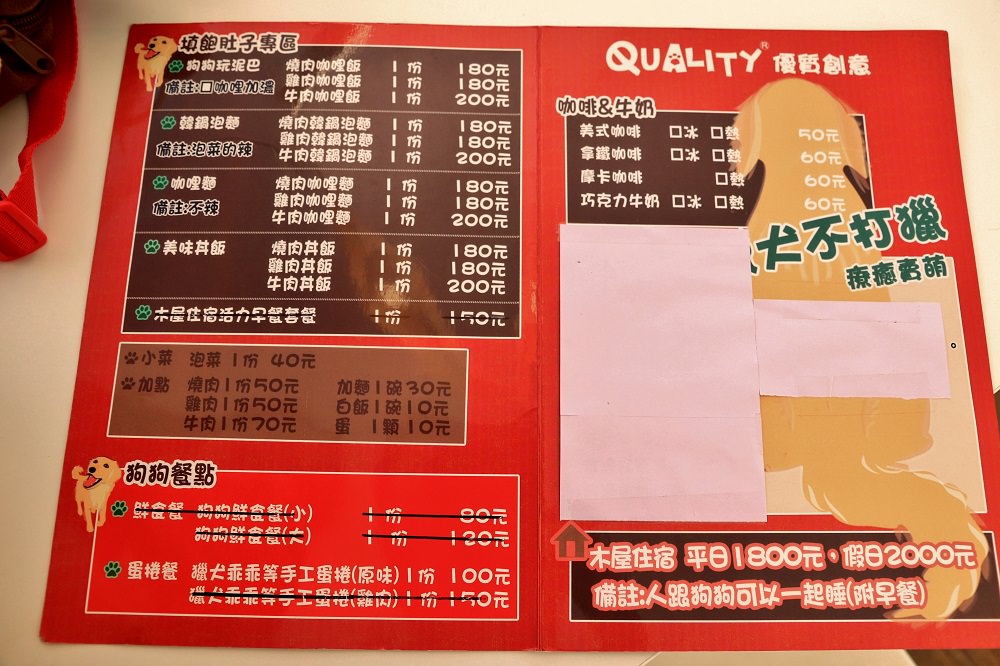 填飽肚子專區
狗狗玩泥巴 燒肉咖哩飯 1份 180元
備註:口咖哩加濃 雞肉咖哩飯 1份 180元
牛肉咖哩飯 1份 200元
韓鍋泡麵 燒肉韓鍋泡麵 1份 180元
雞肉韓鍋泡麵 1份 180元
備註:泡菜的辣 牛肉韓鍋泡麵 1份 200元
咖哩麵 燒肉咖哩麵 1份 180元
備註:不辣 雞肉咖哩麵 1份 180元
牛肉咖哩麵 1份 200元
美味丼飯 燒肉丼飯 1份 180元
雞肉丼飯 1份 180元
牛肉丼飯 1份 200元
木屋住宿活力早餐套餐 1份 150元
小菜 泡菜1份 40元
加點 燒肉1份50元 加麵1碗30元
雞肉1份50元 白飯1碗10元
牛肉1份70元 蛋 1顆10元
狗狗餐點
鮮食餐 狗狗鮮食餐(小) 1份 80元
狗狗鮮食餐(大) 1份 120元
蛋捲餐 獵犬乖乖等手工蛋捲(原味)1份 100元
獵犬乖乖等手工蛋捲(雞肉)1份 150元
QUALITY® 優質創意
咖啡&牛奶
美式咖啡 口冰 口熱 50元
拿鐵咖啡 口冰 口熱 60元
摩卡咖啡 口熱 60元
巧克力牛奶 口冰 口熱 60元
犬不打獵
療癒賣萌
木屋住宿 平日1800元,假日2000元
備註:人跟狗狗可以一起睡(附早餐)